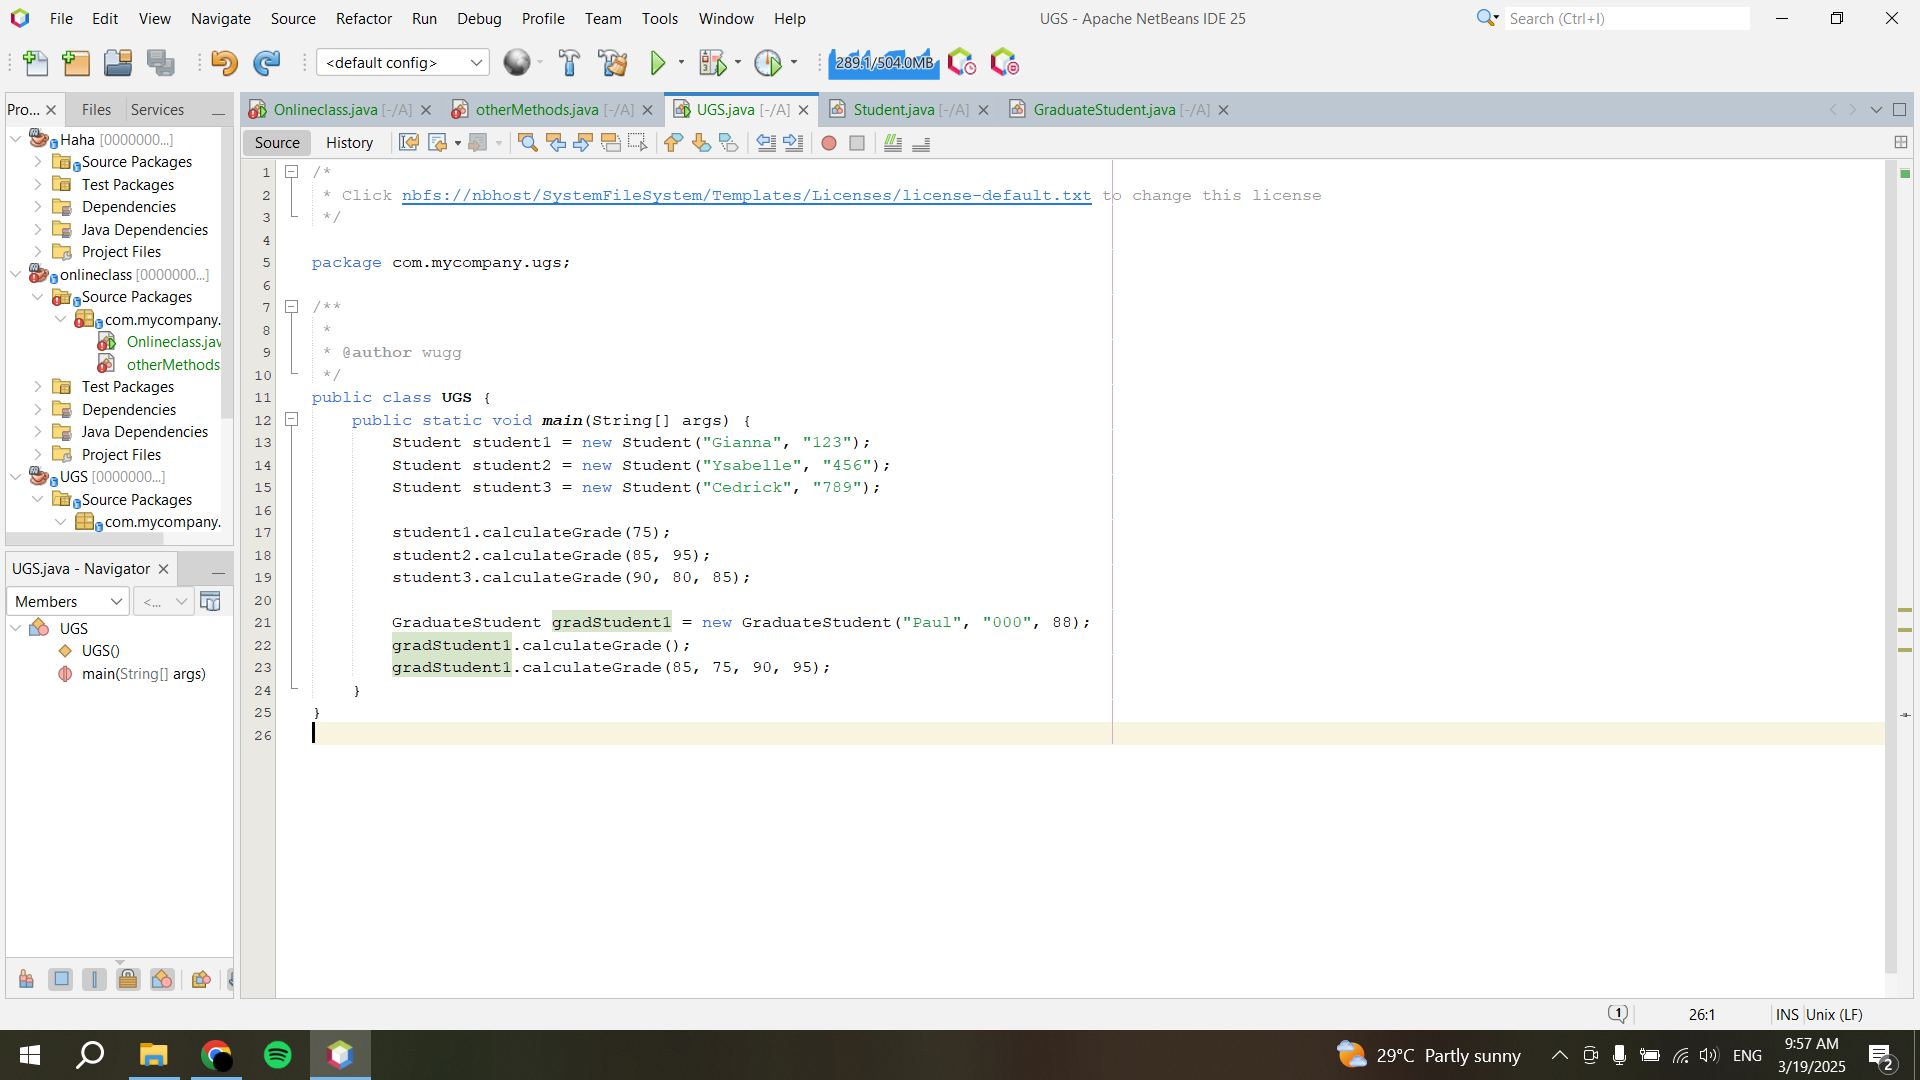 File Edit View Navigate Source Refactor Run Debug Profile Team Tools Window Help
UGS - Apache NetBeans IDE 25
Search (Ctrl+I)
<default config>
289.1/504.0MB
Pro... Files Services
Onlineclass.java [-/A] otherMethods.java [-/A] UGS.java [-/A] Student.java [-/A] GraduateStudent.java [-/A]
Source History
Haha [0000000...]
Source Packages
Test Packages
Dependencies
Java Dependencies
Project Files
onlineclass [0000000...]
Source Packages
com.mycompany.
Onlineclass.jav
otherMethods
Test Packages
Dependencies
Java Dependencies
Project Files
UGS [0000000...]
Source Packages
com.mycompany.
UGS.java - Navigator
Members <...
UGS
UGS()
main(String[] args)
1 /*
2 * Click nbfs://nbhost/SystemFileSystem/Templates/Licenses/license-default.txt to change this license
3 */
4
5 package com.mycompany.ugs;
6
7 /**
8 *
9 * @author wugg
10 */
11 public class UGS {
12 public static void main(String[] args) {
13 Student student1 = new Student("Gianna", "123");
14 Student student2 = new Student("Ysabelle", "456");
15 Student student3 = new Student("Cedrick", "789");
16
17 student1.calculateGrade(75);
18 student2.calculateGrade(85, 95);
19 student3.calculateGrade(90, 80, 85);
20
21 GraduateStudent gradStudent1 = new GraduateStudent("Paul", "000", 88);
22 gradStudent1.calculateGrade();
23 gradStudent1.calculateGrade(85, 75, 90, 95);
24 }
25 }
26
1 26:1 INS Unix (LF)
29°C Partly sunny
ENG
9:57 AM
3/19/2025
2